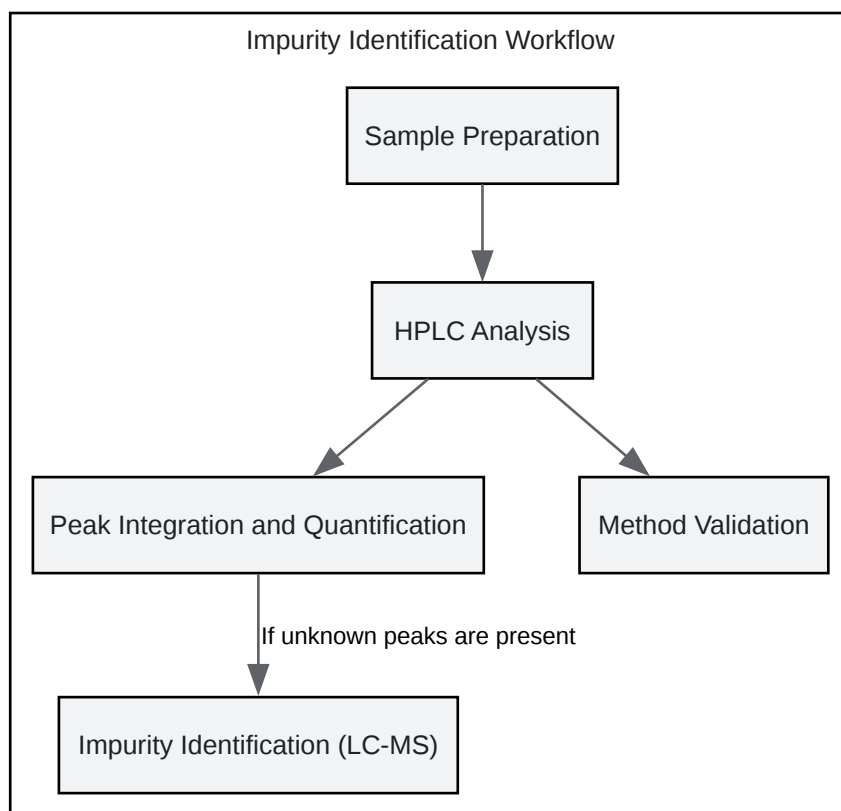 Impurity Identification Workflow
Sample Preparation
HPLC Analysis
Peak Integration and Quantification
Method Validation
If unknown peaks are present
Impurity Identification (LC-MS)